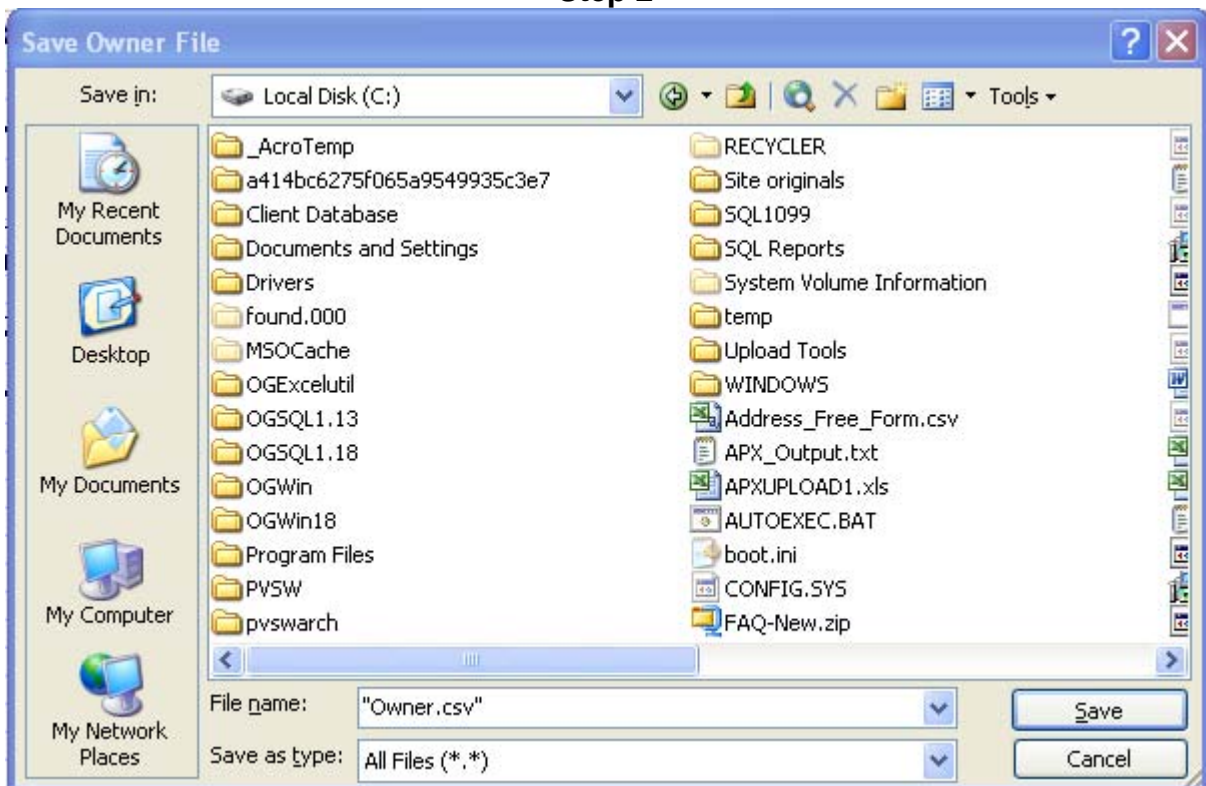 Save Owner File
Save in:
Local Disk (C:)
Tools
My Recent
Documents
Desktop
My Documents
My Computer
My Network
Places
_AcroTemp
a414bc6275f065a9549935c3e7
Client Database
Documents and Settings
Drivers
found.000
MSOCache
OGExcelutil
OGSQL1.13
OGSQL1.18
OGWin
OGWin18
Program Files
PVSW
pvswarch
RECYCLER
Site originals
SQL1099
SQL Reports
System Volume Information
temp
Upload Tools
WINDOWS
Address_Free_Form.csv
APX_Output.txt
APXUPLOAD1.xls
AUTOEXEC.BAT
boot.ini
CONFIG.SYS
FAQ-New.zip
File name:
"Owner.csv"
Save
Save as type:
All Files (*.*)
Cancel